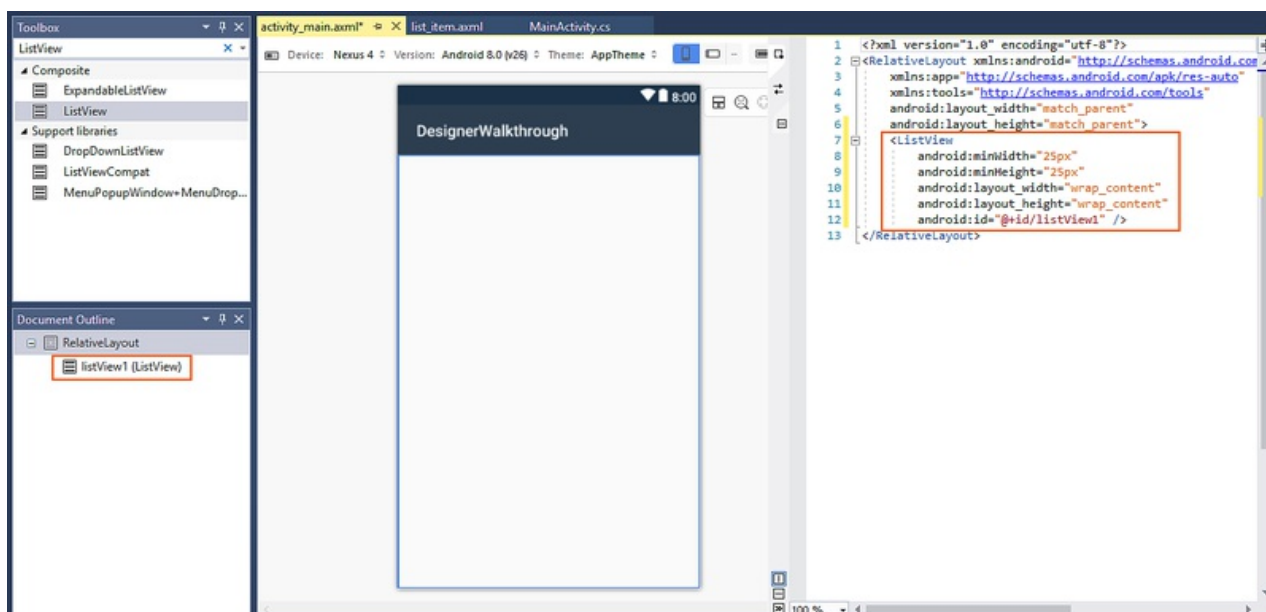 Toolbox
ListView
Composite
ExpandableListView
ListView
Support libraries
DropDownListView
ListViewCompat
MenuPopupWindow+MenuDrop...
Document Outline
RelativeLayout
listView1 (ListView)
activity_main.axml* list_item.axml MainActivity.cs
Device: Nexus 4 Version: Android 8.0 (v26) Theme: AppTheme
8:00
DesignerWalkthrough
1 <?xml version="1.0" encoding="utf-8"?>
2 <RelativeLayout xmlns:android="http://schemas.android.com
3 xmlns:app="http://schemas.android.com/apk/res-auto"
4 xmlns:tools="http://schemas.android.com/tools"
5 android:layout_width="match_parent"
6 android:layout_height="match_parent">
7 <ListView
8 android:minWidth="25px"
9 android:minHeight="25px"
10 android:layout_width="wrap_content"
11 android:layout_height="wrap_content"
12 android:id="@+id/listView1" />
13 </RelativeLayout>
100 %